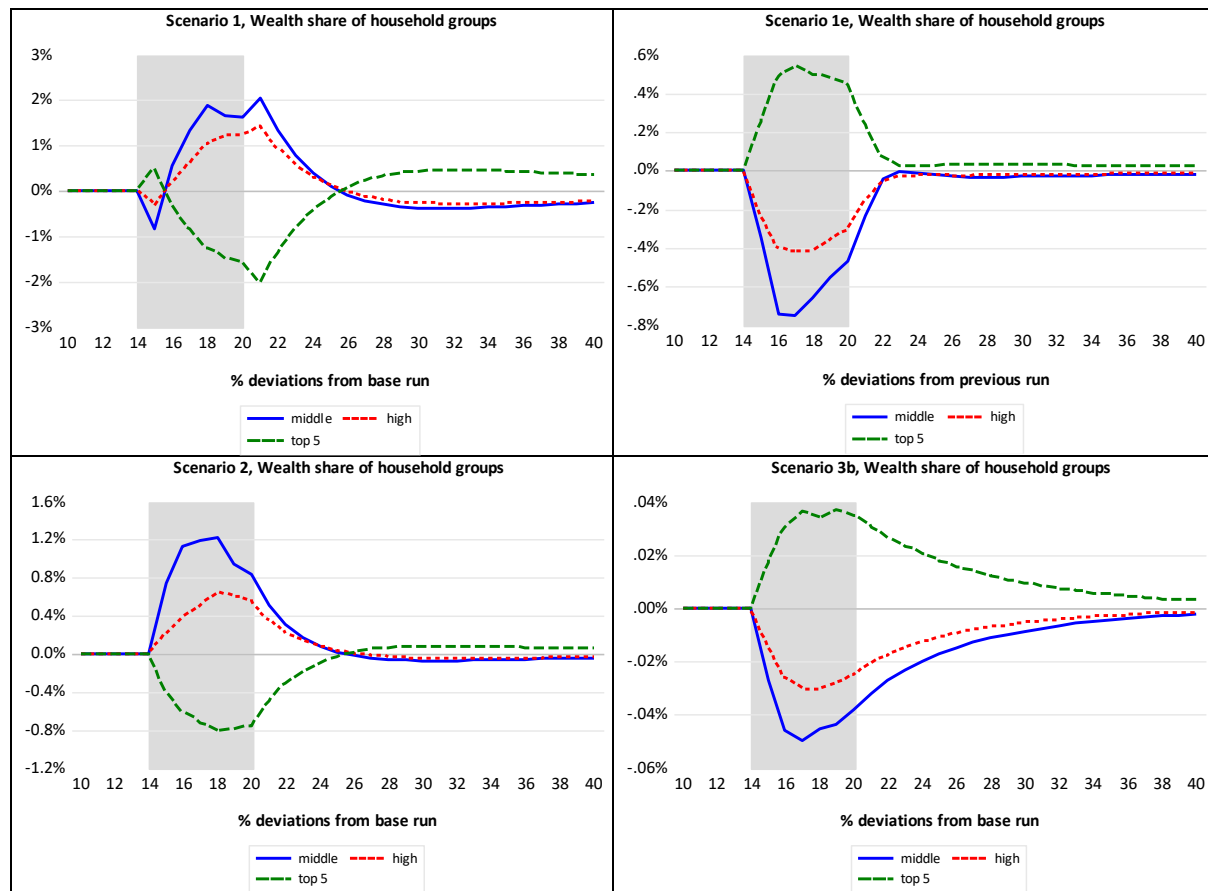 Scenario 1, Wealth share of household groups
3%
2%
1%
0%
-1%
-2%
-3%
10 12 14 16 18 20 22 24 26 28 30 32 34 36 38 40
% deviations from base run
middle high
top 5
Scenario 1e, Wealth share of household groups
.6%
.4%
.2%
.0%
-.2%
-.4%
-.6%
-.8%
10 12 14 16 18 20 22 24 26 28 30 32 34 36 38 40
% deviations from previous run
middle high
top 5
Scenario 2, Wealth share of household groups
1.6%
1.2%
0.8%
0.4%
0.0%
-0.4%
-0.8%
-1.2%
10 12 14 16 18 20 22 24 26 28 30 32 34 36 38 40
% deviations from base run
middle high
top 5
Scenario 3b, Wealth share of household groups
.04%
.02%
.00%
-.02%
-.04%
-.06%
10 12 14 16 18 20 22 24 26 28 30 32 34 36 38 40
% deviations from base run
middle high
top 5